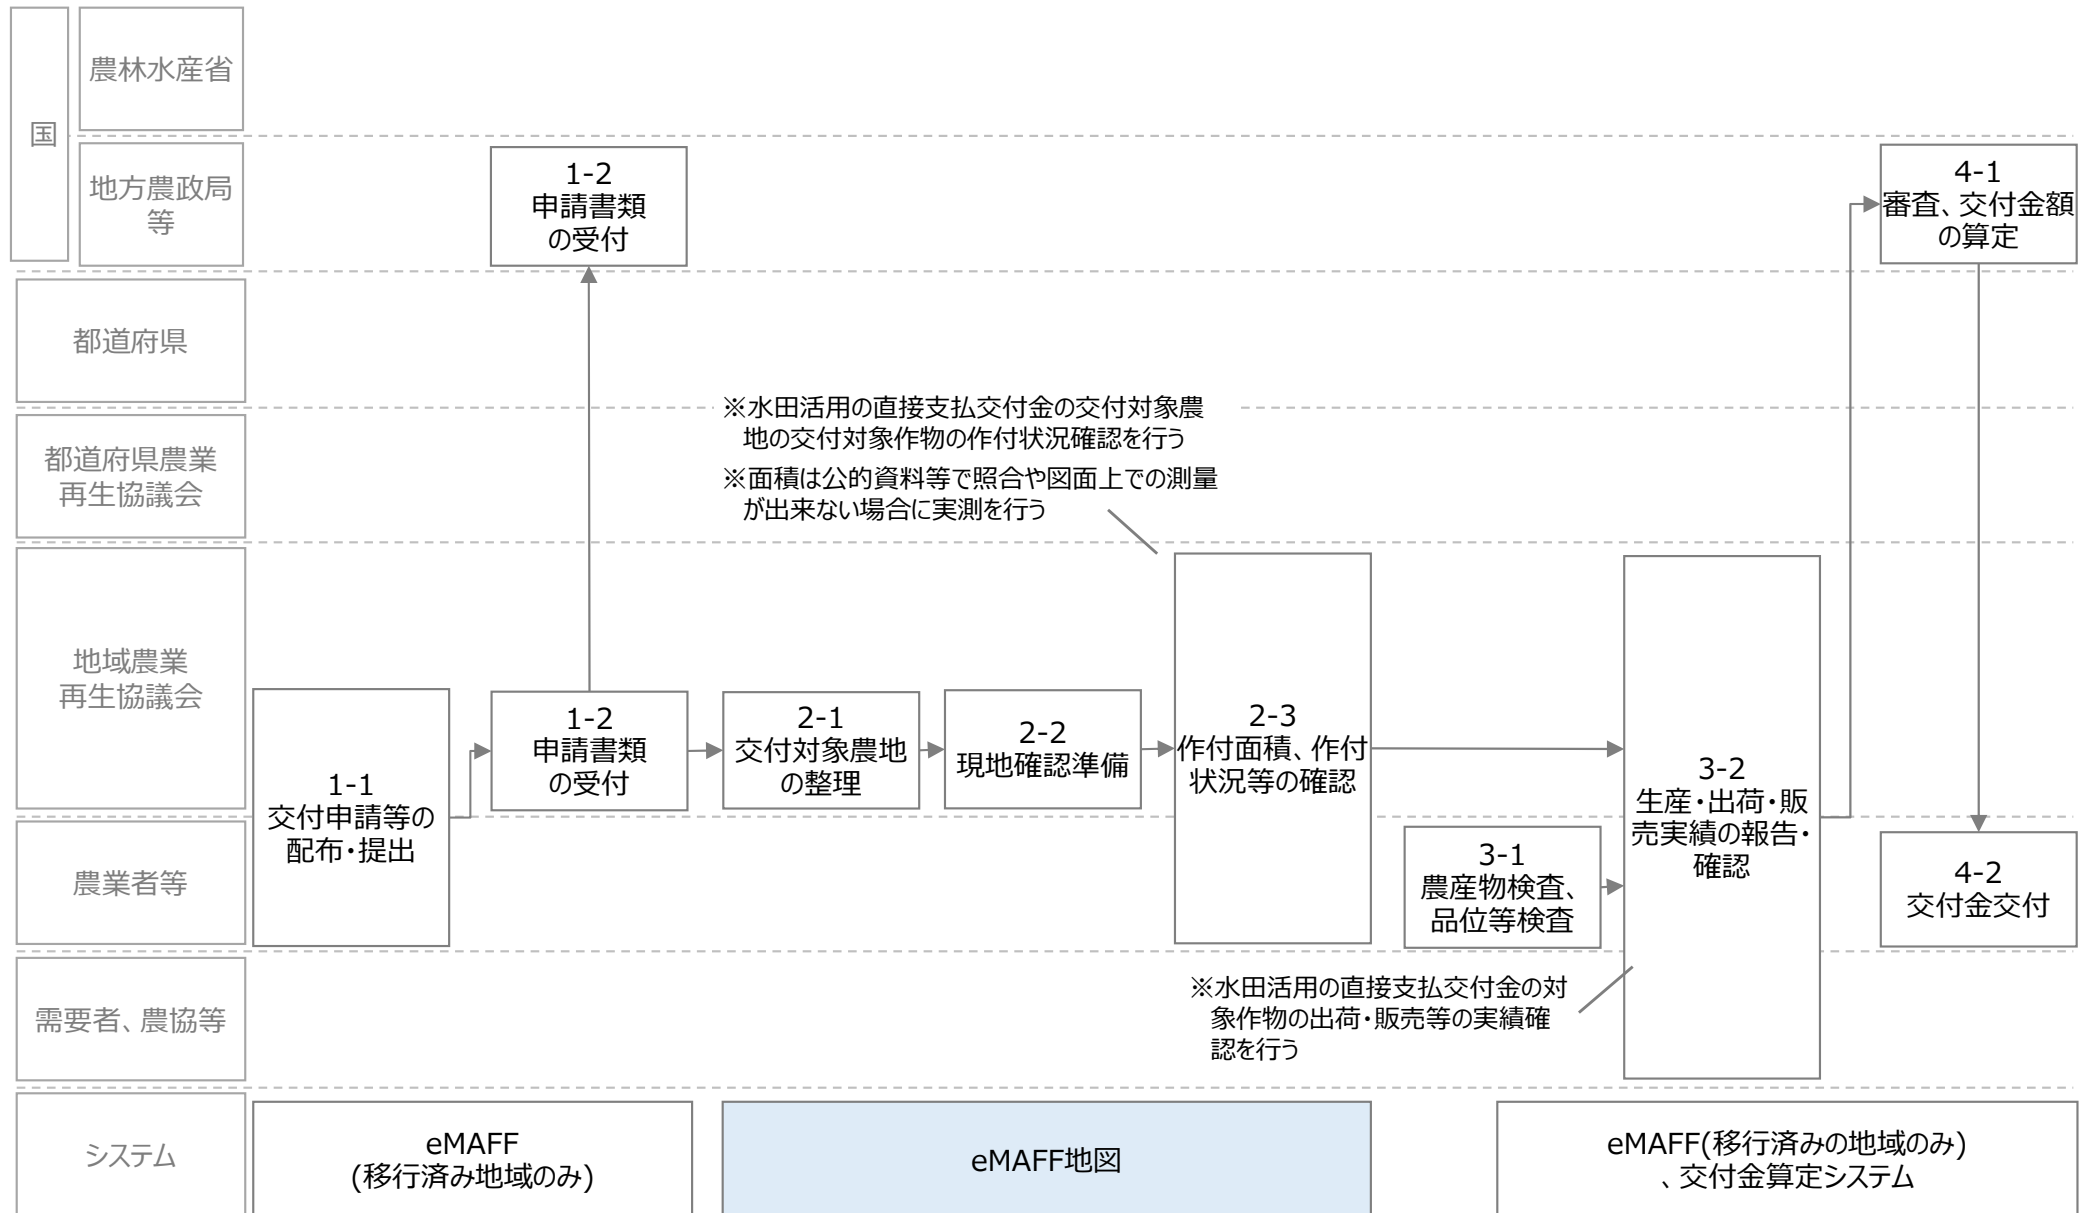 国
農林水産省
地方農政局
等
都道府県
都道府県農業
再生協議会
地域農業
再生協議会
農業者等
需要者、農協等
システム
1-2
申請書類
の受付
4-1
審査、交付金額
の算定
※水田活用の直接支払交付金の交付対象農
地の交付対象作物の作付状況確認を行う
※面積は公的資料等で照合や図面上での測量
が出来ない場合に実測を行う
1-1
交付申請等の
配布・提出
1-2
申請書類
の受付
2-1
交付対象農地
の整理
2-2
現地確認準備
2-3
作付面積、作付
状況等の確認
3-1
農産物検査、
品位等検査
3-2
生産・出荷・販
売実績の報告・
確認
4-2
交付金交付
※水田活用の直接支払交付金の対
象作物の出荷・販売等の実績確
認を行う
eMAFF
(移行済み地域のみ)
eMAFF地図
eMAFF(移行済みの地域のみ)
、交付金算定システム